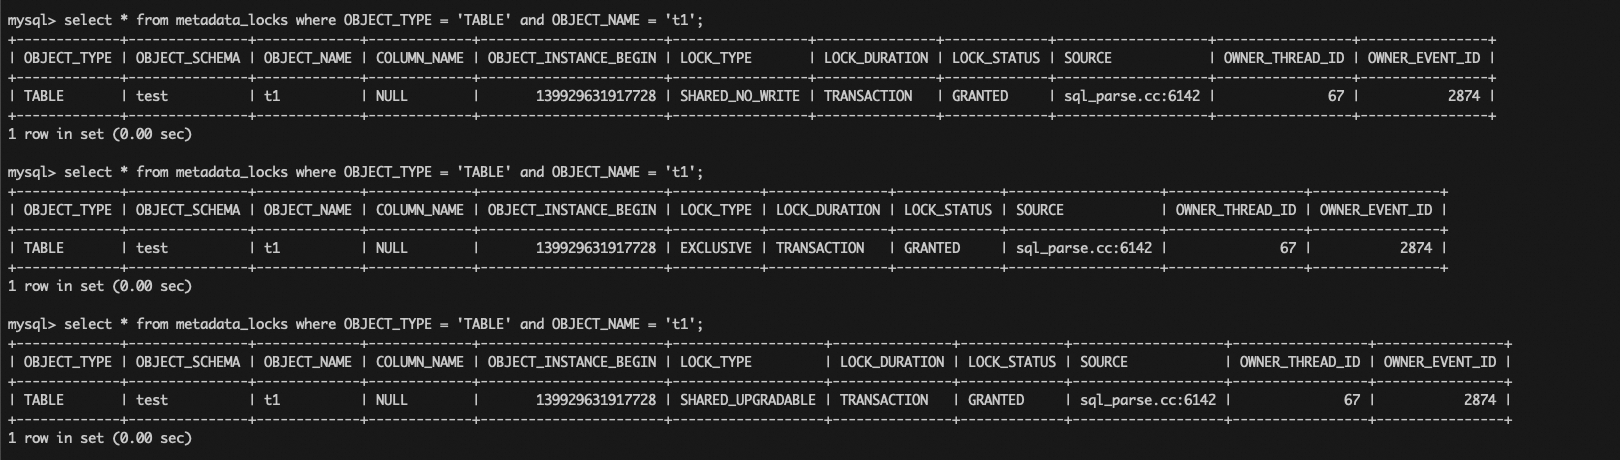 mysql> select * from metadata_locks where OBJECT_TYPE = 'TABLE' and OBJECT_NAME = 't1';
+-------------+---------------+-------------+-------------+-----------------------+-----------------+---------------+-------------+-------------------+-----------------+----------------+
| OBJECT_TYPE | OBJECT_SCHEMA | OBJECT_NAME | COLUMN_NAME | OBJECT_INSTANCE_BEGIN | LOCK_TYPE       | LOCK_DURATION | LOCK_STATUS | SOURCE            | OWNER_THREAD_ID | OWNER_EVENT_ID |
+-------------+---------------+-------------+-------------+-----------------------+-----------------+---------------+-------------+-------------------+-----------------+----------------+
| TABLE       | test          | t1          | NULL        |       139929631917728 | SHARED_NO_WRITE | TRANSACTION   | GRANTED     | sql_parse.cc:6142 |              67 |           2874 |
+-------------+---------------+-------------+-------------+-----------------------+-----------------+---------------+-------------+-------------------+-----------------+----------------+
1 row in set (0.00 sec)
mysql> select * from metadata_locks where OBJECT_TYPE = 'TABLE' and OBJECT_NAME = 't1';
+-------------+---------------+-------------+-------------+-----------------------+-----------+---------------+-------------+-------------------+-----------------+----------------+
| OBJECT_TYPE | OBJECT_SCHEMA | OBJECT_NAME | COLUMN_NAME | OBJECT_INSTANCE_BEGIN | LOCK_TYPE | LOCK_DURATION | LOCK_STATUS | SOURCE            | OWNER_THREAD_ID | OWNER_EVENT_ID |
+-------------+---------------+-------------+-------------+-----------------------+-----------+---------------+-------------+-------------------+-----------------+----------------+
| TABLE       | test          | t1          | NULL        |       139929631917728 | EXCLUSIVE | TRANSACTION   | GRANTED     | sql_parse.cc:6142 |              67 |           2874 |
+-------------+---------------+-------------+-------------+-----------------------+-----------+---------------+-------------+-------------------+-----------------+----------------+
1 row in set (0.00 sec)
mysql> select * from metadata_locks where OBJECT_TYPE = 'TABLE' and OBJECT_NAME = 't1';
+-------------+---------------+-------------+-------------+-----------------------+-------------------+---------------+-------------+-------------------+-----------------+----------------+
| OBJECT_TYPE | OBJECT_SCHEMA | OBJECT_NAME | COLUMN_NAME | OBJECT_INSTANCE_BEGIN | LOCK_TYPE         | LOCK_DURATION | LOCK_STATUS | SOURCE            | OWNER_THREAD_ID | OWNER_EVENT_ID |
+-------------+---------------+-------------+-------------+-----------------------+-------------------+---------------+-------------+-------------------+-----------------+----------------+
| TABLE       | test          | t1          | NULL        |       139929631917728 | SHARED_UPGRADABLE | TRANSACTION   | GRANTED     | sql_parse.cc:6142 |              67 |           2874 |
+-------------+---------------+-------------+-------------+-----------------------+-------------------+---------------+-------------+-------------------+-----------------+----------------+
1 row in set (0.00 sec)